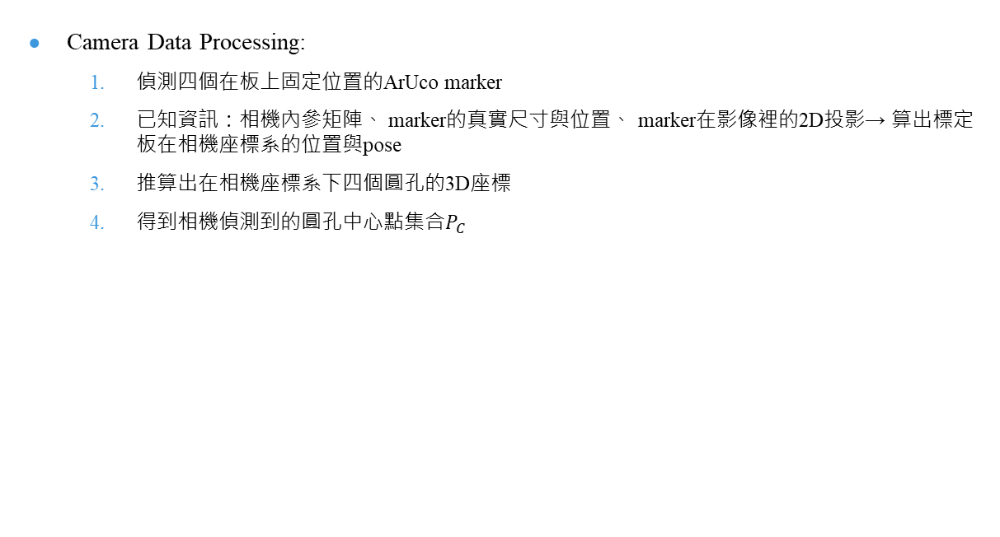 ● Camera Data Processing:
1. 偵測四個在板上固定位置的ArUco marker
2. 已知資訊：相機內參矩陣、 marker的真實尺寸與位置、 marker在影像裡的2D投影→ 算出標定
板在相機座標系的位置與pose
3. 推算出在相機座標系下四個圓孔的3D座標
4. 得到相機偵測到的圓孔中心點集合𝑃𝐶